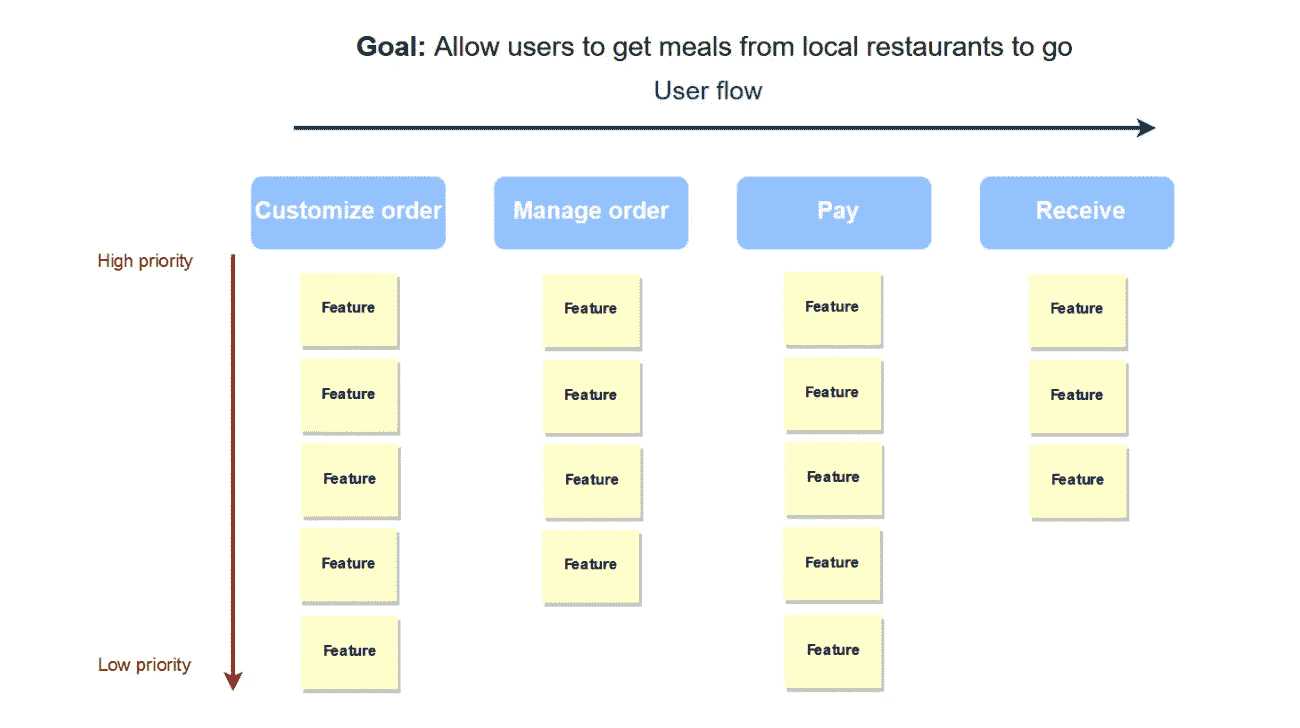 Goal: Allow users to get meals from local restaurants to go
User flow
Customize order Manage order Pay Receive
High priority
Feature Feature Feature Feature
Feature Feature Feature Feature
Feature Feature Feature Feature
Feature Feature Feature
Feature Feature
Low priority